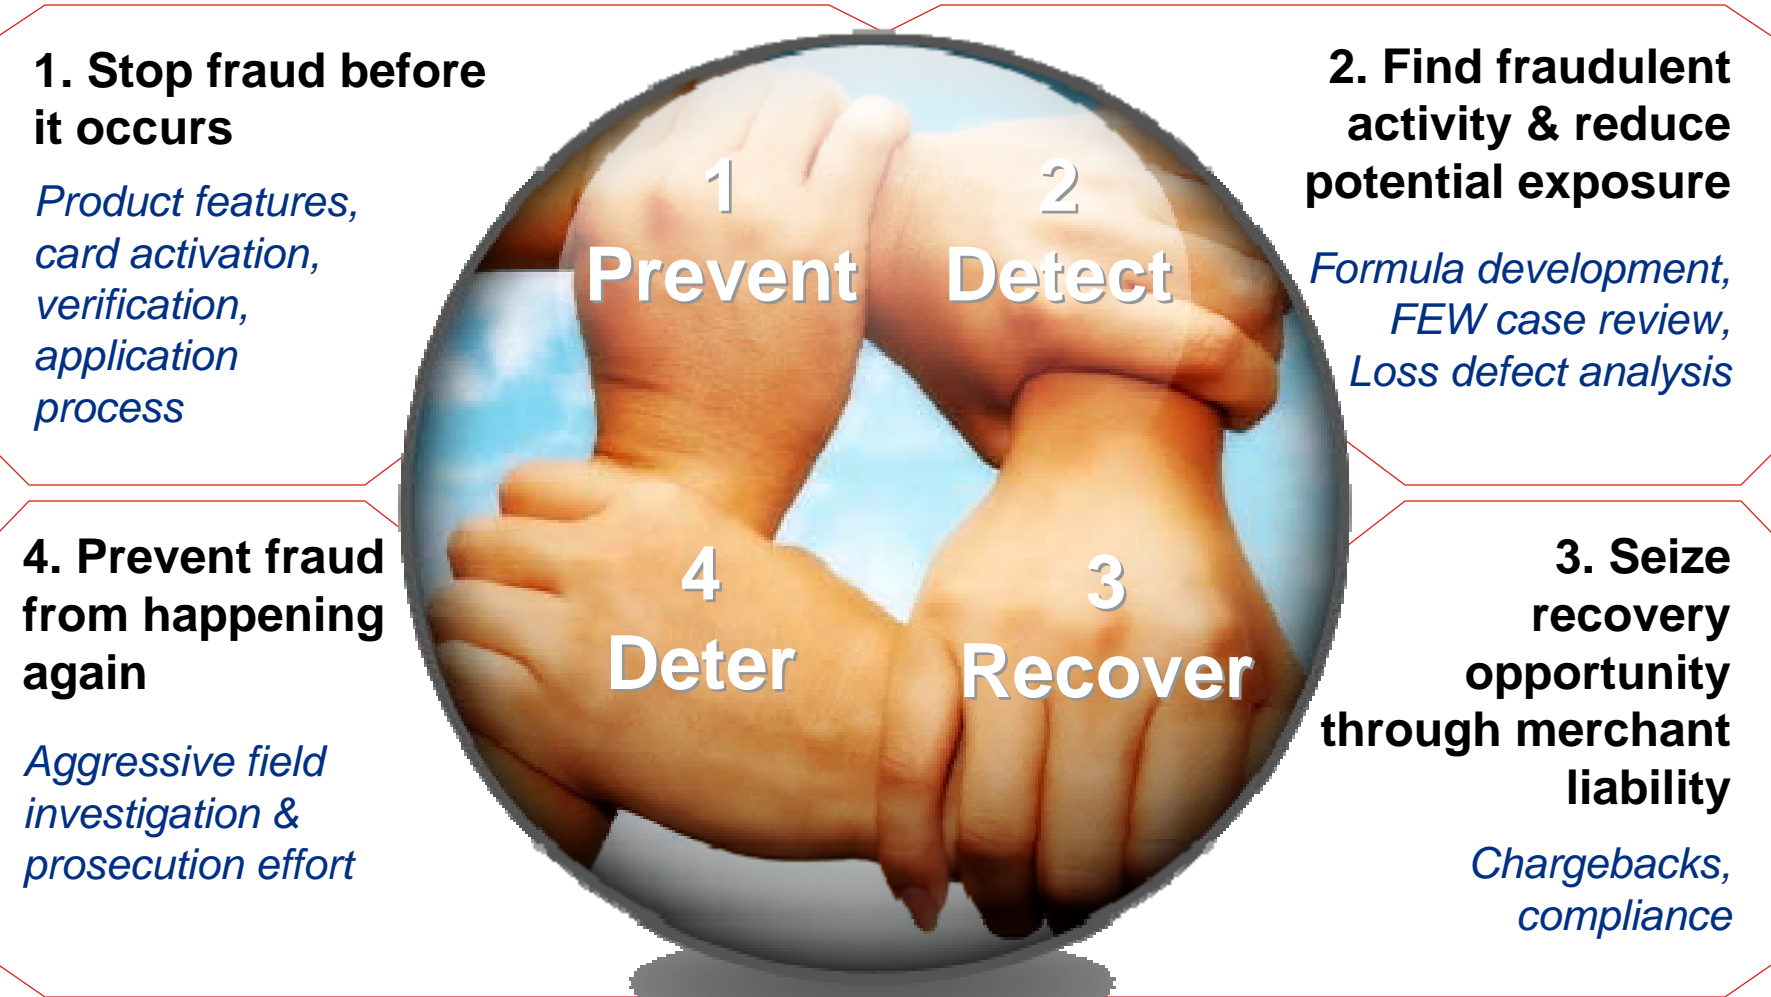 1. Stop fraud before
it occurs
Product features,
card activation,
verification,
application
process
2. Find fraudulent
activity & reduce
potential exposure
Formula development,
FEW case review,
Loss defect analysis
1
Prevent
2
Detect
4
Deter
3
Recover
4. Prevent fraud
from happening
again
Aggressive field
investigation &
prosecution effort
3. Seize
recovery
opportunity
through merchant
liability
Chargebacks,
compliance